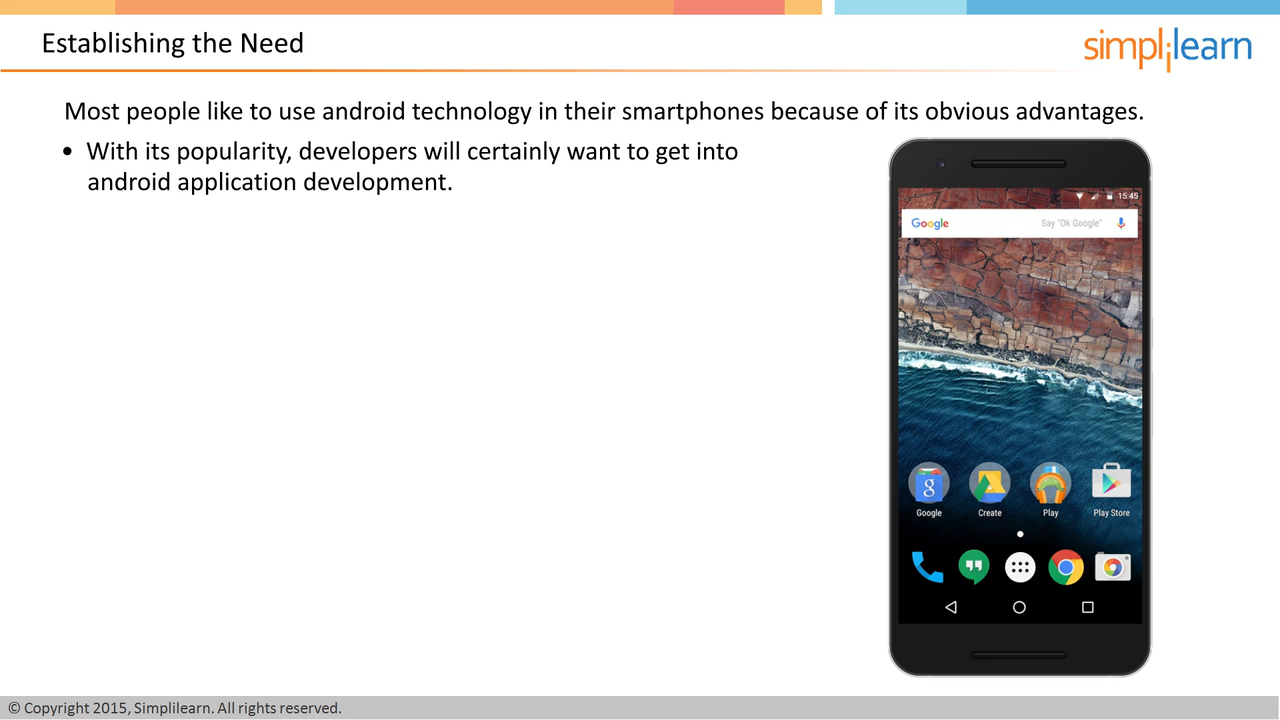 Establishing the Need
simplilearn
Most people like to use android technology in their smartphones because of its obvious advantages.
• With its popularity, developers will certainly want to get into
android application development.
15:45
Google Say "Ok Google"
g
Google Create Play Play Store
© Copyright 2015, Simplilearn. All rights reserved.